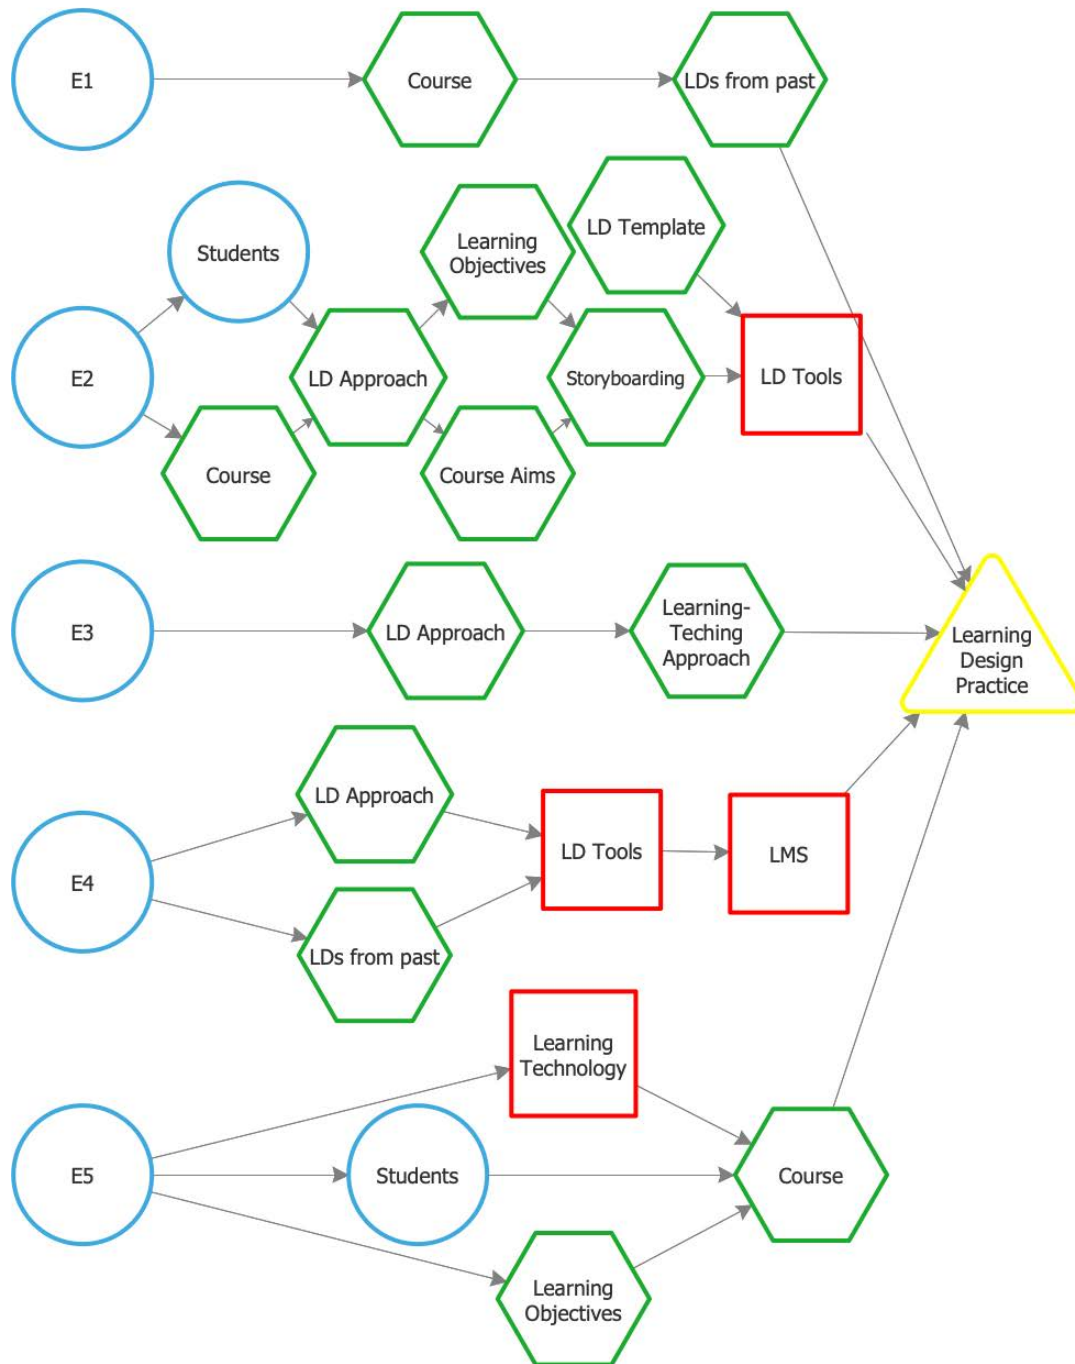 E1
Course
LDs from past
Students
Learning
Objectives
LD Template
E2
LD Approach
Storyboarding
LD Tools
Course
Course Aims
E3
LD Approach
Learning-
Teching
Approach
Learning
Design
Practice
E4
LD Approach
LDs from past
LD Tools
LMS
E5
Learning
Technology
Students
Learning
Objectives
Course